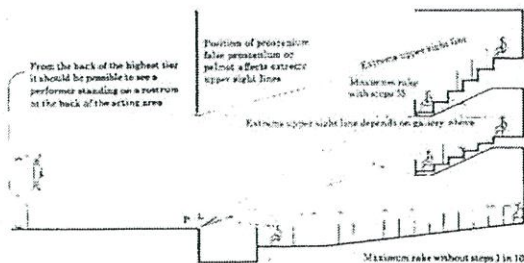 From the back of the highest tier
it should be possible to see a
performer standing on a rostrum
at the back of the acting area
Position of proscenium
false proscenium or
pelmet affects extreme
upper sight lines
Extreme upper sight line
Maximum rake
with steps 35
Extreme upper sight line depends on gallery above
P
Maximum rake without steps 1 in 10